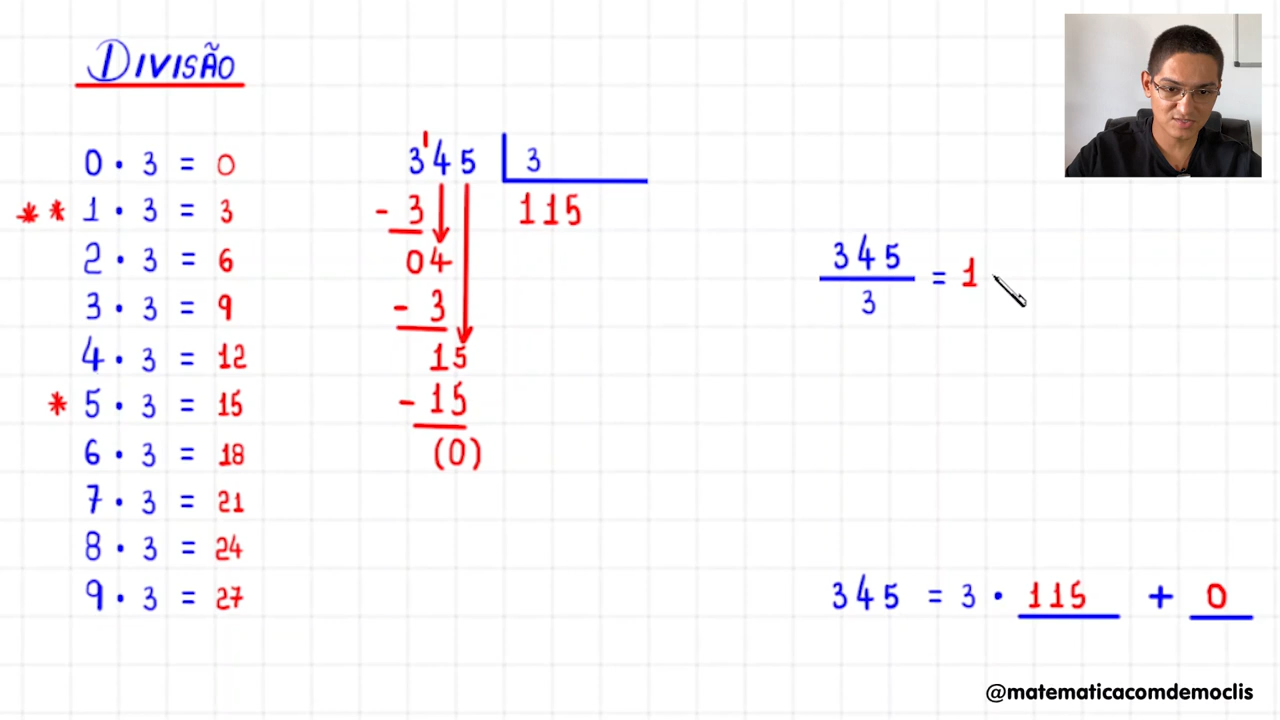 DIVISÃO
0 · 3 = 0
** 1 · 3 = 3
2 · 3 = 6
3 · 3 = 9
4 · 3 = 12
* 5 · 3 = 15
6 · 3 = 18
7 · 3 = 21
8 · 3 = 24
9 · 3 = 27
3'45 3
- 3 115
04
- 3
15
- 15
(0)
345
= 1
3
345 = 3 · 115 + 0
@matematicacomdemoclis